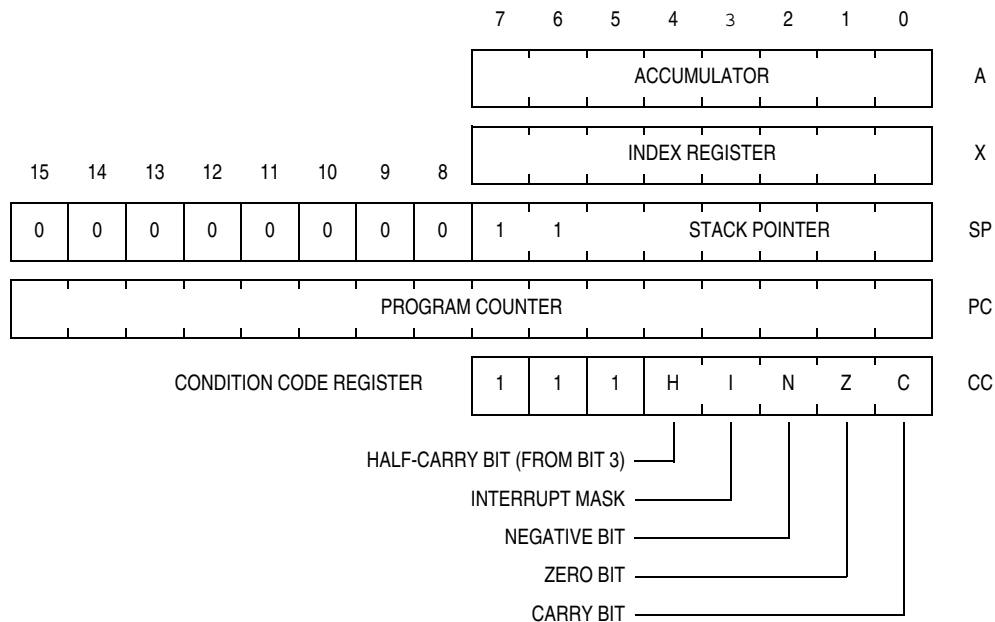 7 6 5 4 3 2 1 0
ACCUMULATOR A
INDEX REGISTER X
15 14 13 12 11 10 9 8
0 0 0 0 0 0 0 0 1 1 STACK POINTER SP
PROGRAM COUNTER PC
CONDITION CODE REGISTER 1 1 1 H I N Z C CC
HALF-CARRY BIT (FROM BIT 3)
INTERRUPT MASK
NEGATIVE BIT
ZERO BIT
CARRY BIT